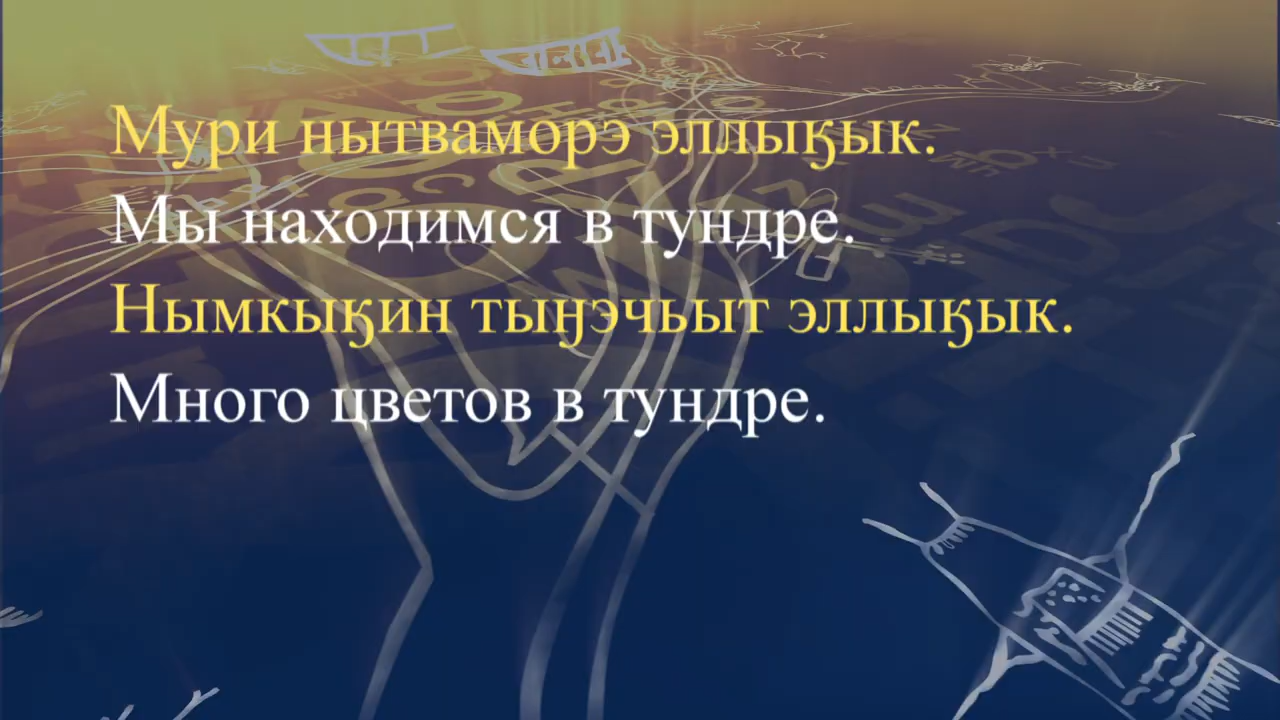 Мури нытваморэ эллыӄык.
Мы находимся в тундре.
Нымкыӄин тыӈэчьыт эллыӄык.
Много цветов в тундре.